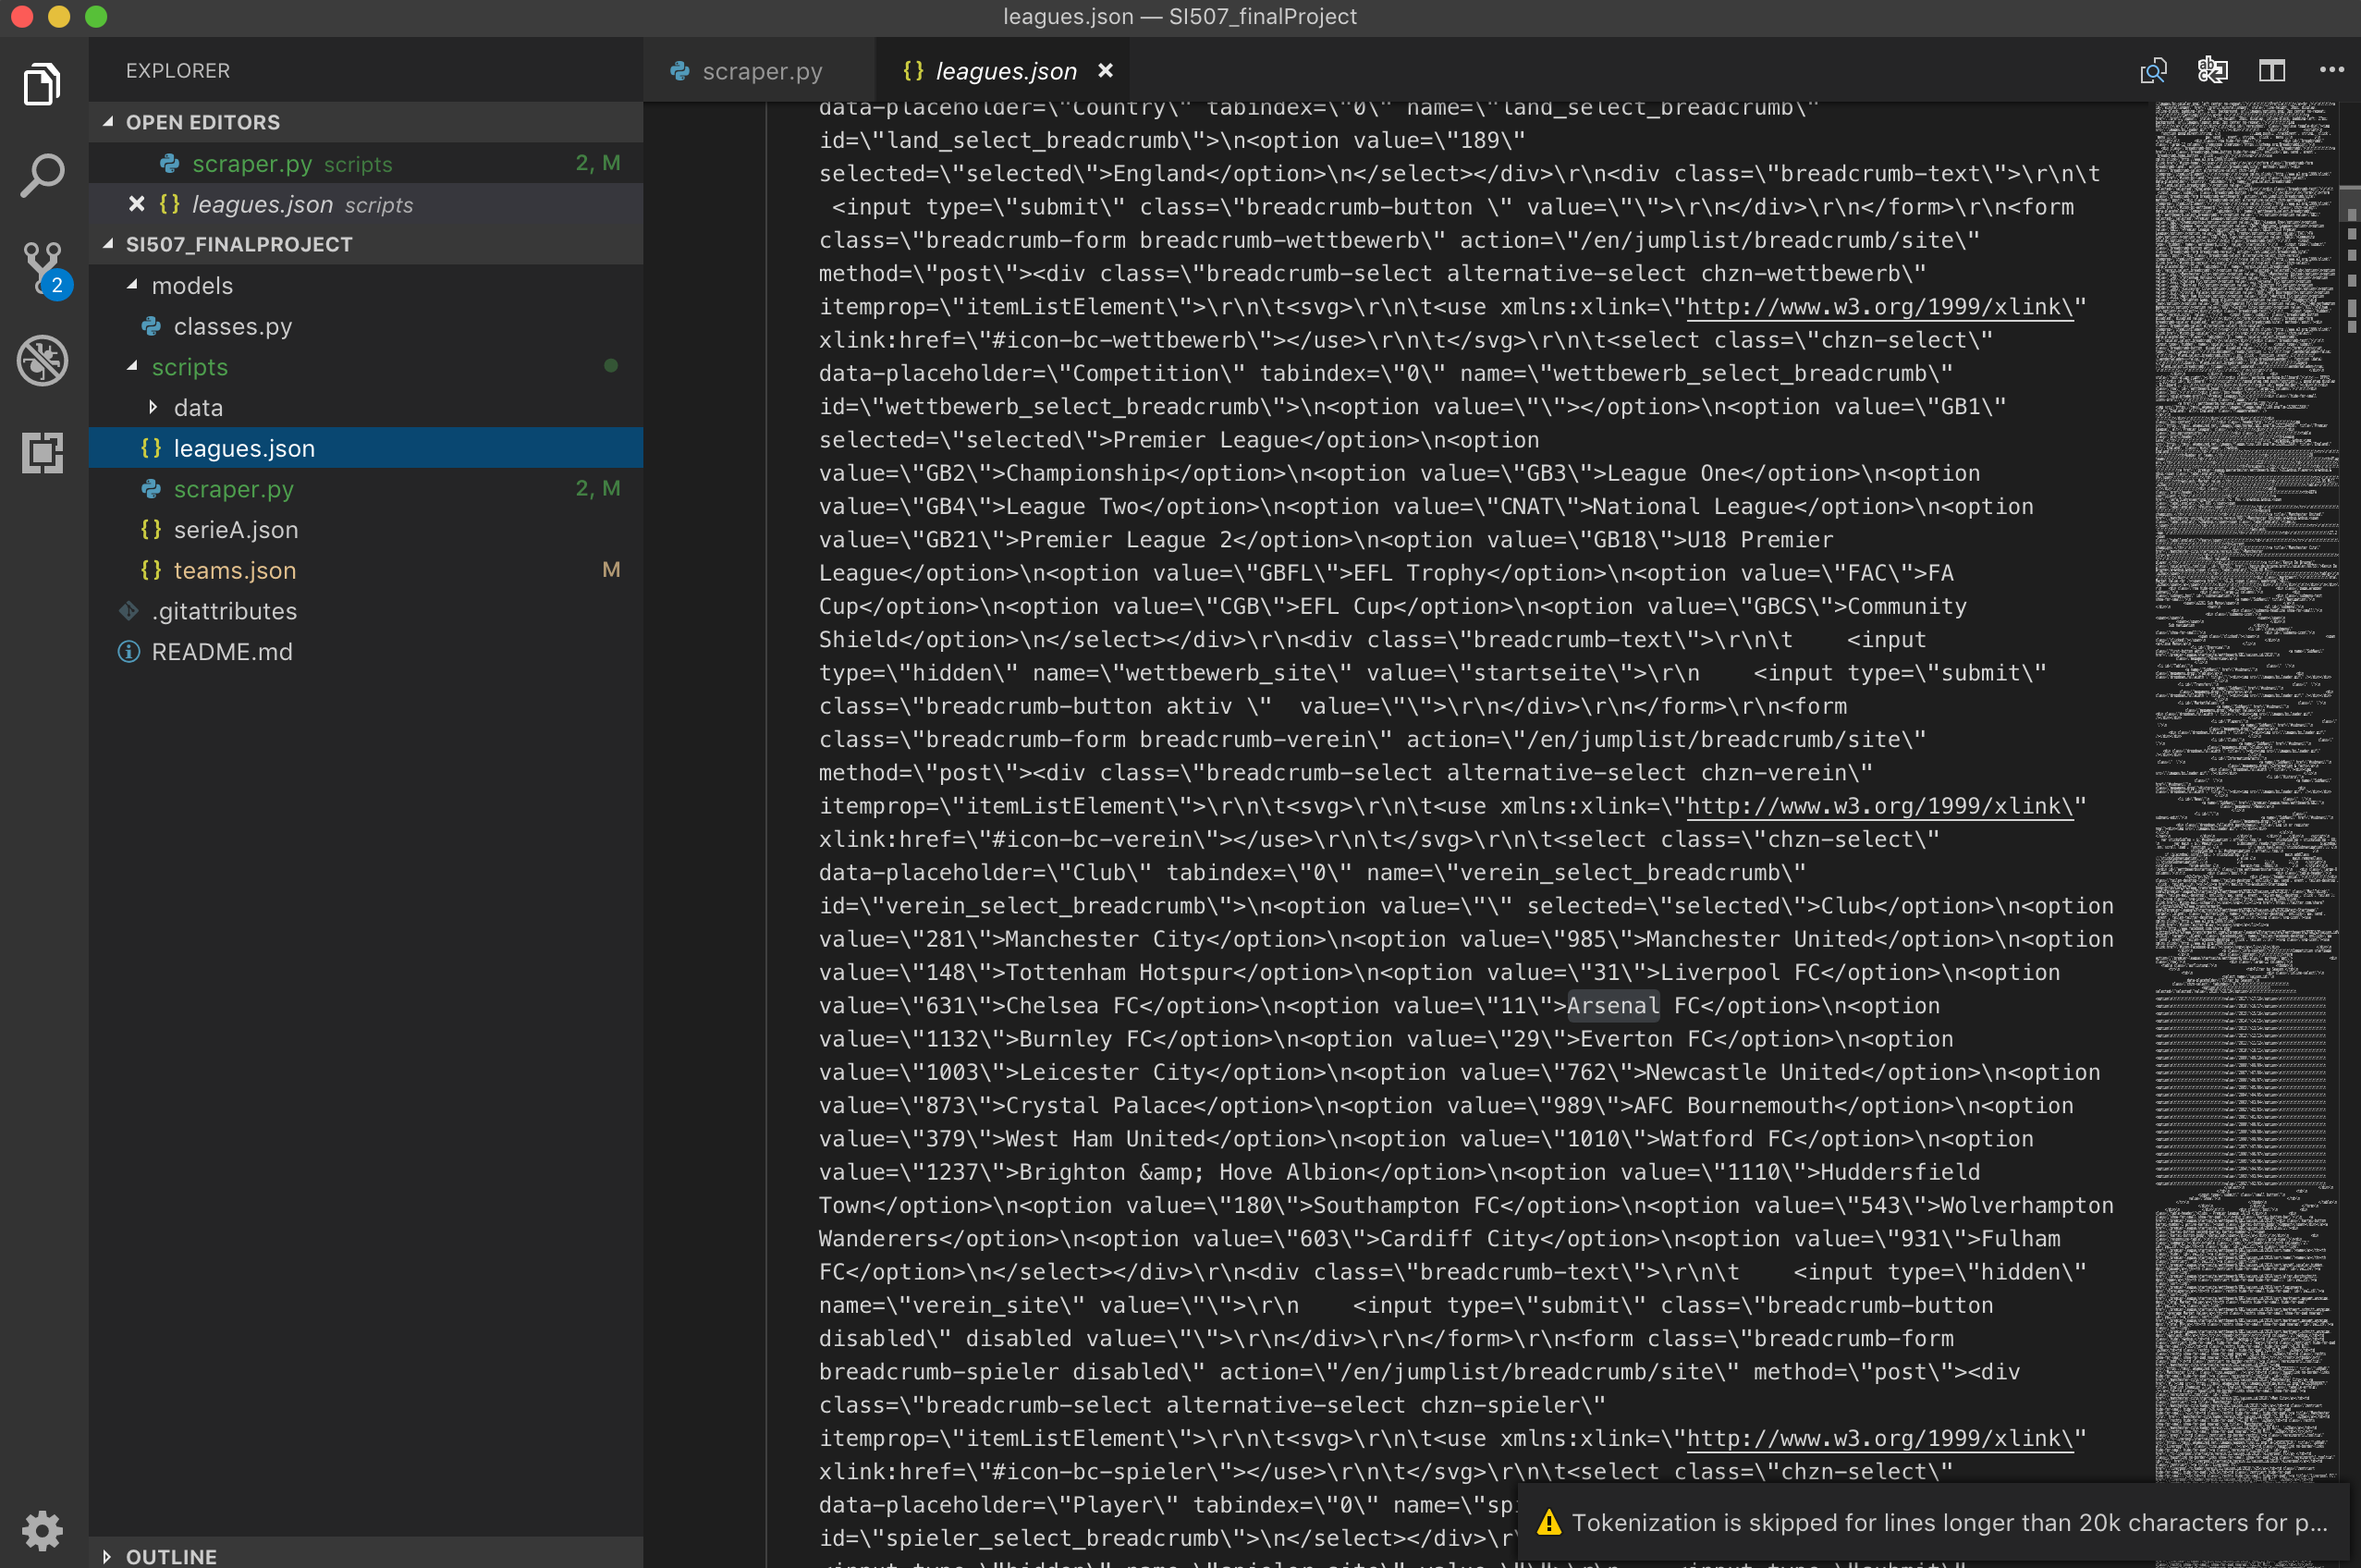 leagues.json — SI507_finalProject
EXPLORER
OPEN EDITORS
scraper.py scripts 2, M
leagues.json scripts
SI507_FINALPROJECT
models
classes.py
scripts
data
leagues.json
scraper.py 2, M
serieA.json
teams.json M
.gitattributes
README.md
OUTLINE
2
scraper.py
{} leagues.json
data-placeholder=\"Country\" tabindex=\"0\" name=\"land_select_breadcrumb\"
id=\"land_select_breadcrumb\">\n<option value=\"189\"
selected=\"selected\">England</option>\n</select></div>\r\n<div class=\"breadcrumb-text\">\r\n\t
<input type=\"submit\" class=\"breadcrumb-button \" value=\"\">\r\n</div>\r\n</form>\r\n<form
class=\"breadcrumb-form breadcrumb-wettbewerb\" action=\"/en/jumplist/breadcrumb/site\"
method=\"post\"><div class=\"breadcrumb-select alternative-select chzn-wettbewerb\"
itemprop=\"itemListElement\">\r\n\t<svg>\r\n\t<use xmlns:xlink=\"http://www.w3.org/1999/xlink\"
xlink:href=\"#icon-bc-wettbewerb\"></use>\r\n\t</svg>\r\n\t<select class=\"chzn-select\"
data-placeholder=\"Competition\" tabindex=\"0\" name=\"wettbewerb_select_breadcrumb\"
id=\"wettbewerb_select_breadcrumb\">\n<option value=\"\"></option>\n<option value=\"GB1\"
selected=\"selected\">Premier League</option>\n<option
value=\"GB2\">Championship</option>\n<option value=\"GB3\">League One</option>\n<option
value=\"GB4\">League Two</option>\n<option value=\"CNAT\">National League</option>\n<option
value=\"GB21\">Premier League 2</option>\n<option value=\"GB18\">U18 Premier
League</option>\n<option value=\"GBFL\">EFL Trophy</option>\n<option value=\"FAC\">FA
Cup</option>\n<option value=\"CGB\">EFL Cup</option>\n<option value=\"GBCS\">Community
Shield</option>\n</select></div>\r\n<div class=\"breadcrumb-text\">\r\n\t    <input
type=\"hidden\" name=\"wettbewerb_site\" value=\"startseite\">\r\n    <input type=\"submit\"
class=\"breadcrumb-button aktiv \"  value=\"\">\r\n</div>\r\n</form>\r\n<form
class=\"breadcrumb-form breadcrumb-verein\" action=\"/en/jumplist/breadcrumb/site\"
method=\"post\"><div class=\"breadcrumb-select alternative-select chzn-verein\"
itemprop=\"itemListElement\">\r\n\t<svg>\r\n\t<use xmlns:xlink=\"http://www.w3.org/1999/xlink\"
xlink:href=\"#icon-bc-verein\"></use>\r\n\t</svg>\r\n\t<select class=\"chzn-select\"
data-placeholder=\"Club\" tabindex=\"0\" name=\"verein_select_breadcrumb\"
id=\"verein_select_breadcrumb\">\n<option value=\"\" selected=\"selected\">Club</option>\n<option
value=\"281\">Manchester City</option>\n<option value=\"985\">Manchester United</option>\n<option
value=\"148\">Tottenham Hotspur</option>\n<option value=\"31\">Liverpool FC</option>\n<option
value=\"631\">Chelsea FC</option>\n<option value=\"11\">Arsenal FC</option>\n<option
value=\"1132\">Burnley FC</option>\n<option value=\"29\">Everton FC</option>\n<option
value=\"1003\">Leicester City</option>\n<option value=\"762\">Newcastle United</option>\n<option
value=\"873\">Crystal Palace</option>\n<option value=\"989\">AFC Bournemouth</option>\n<option
value=\"379\">West Ham United</option>\n<option value=\"1010\">Watford FC</option>\n<option
value=\"1237\">Brighton &amp; Hove Albion</option>\n<option value=\"1110\">Huddersfield
Town</option>\n<option value=\"180\">Southampton FC</option>\n<option value=\"543\">Wolverhampton
Wanderers</option>\n<option value=\"603\">Cardiff City</option>\n<option value=\"931\">Fulham
FC</option>\n</select></div>\r\n<div class=\"breadcrumb-text\">\r\n\t    <input type=\"hidden\"
name=\"verein_site\" value=\"\">\r\n    <input type=\"submit\" class=\"breadcrumb-button
disabled\" disabled value=\"\">\r\n</div>\r\n</form>\r\n<form class=\"breadcrumb-form
breadcrumb-spieler disabled\" action=\"/en/jumplist/breadcrumb/site\" method=\"post\"><div
class=\"breadcrumb-select alternative-select chzn-spieler\"
itemprop=\"itemListElement\">\r\n\t<svg>\r\n\t<use xmlns:xlink=\"http://www.w3.org/1999/xlink\"
xlink:href=\"#icon-bc-spieler\"></use>\r\n\t</svg>\r\n\t<select class=\"chzn-select\"
data-placeholder=\"Player\" tabindex=\"0\" name=\"sp
id=\"spieler_select_breadcrumb\">\n</select></div>\r\
Tokenization is skipped for lines longer than 20k characters for p...